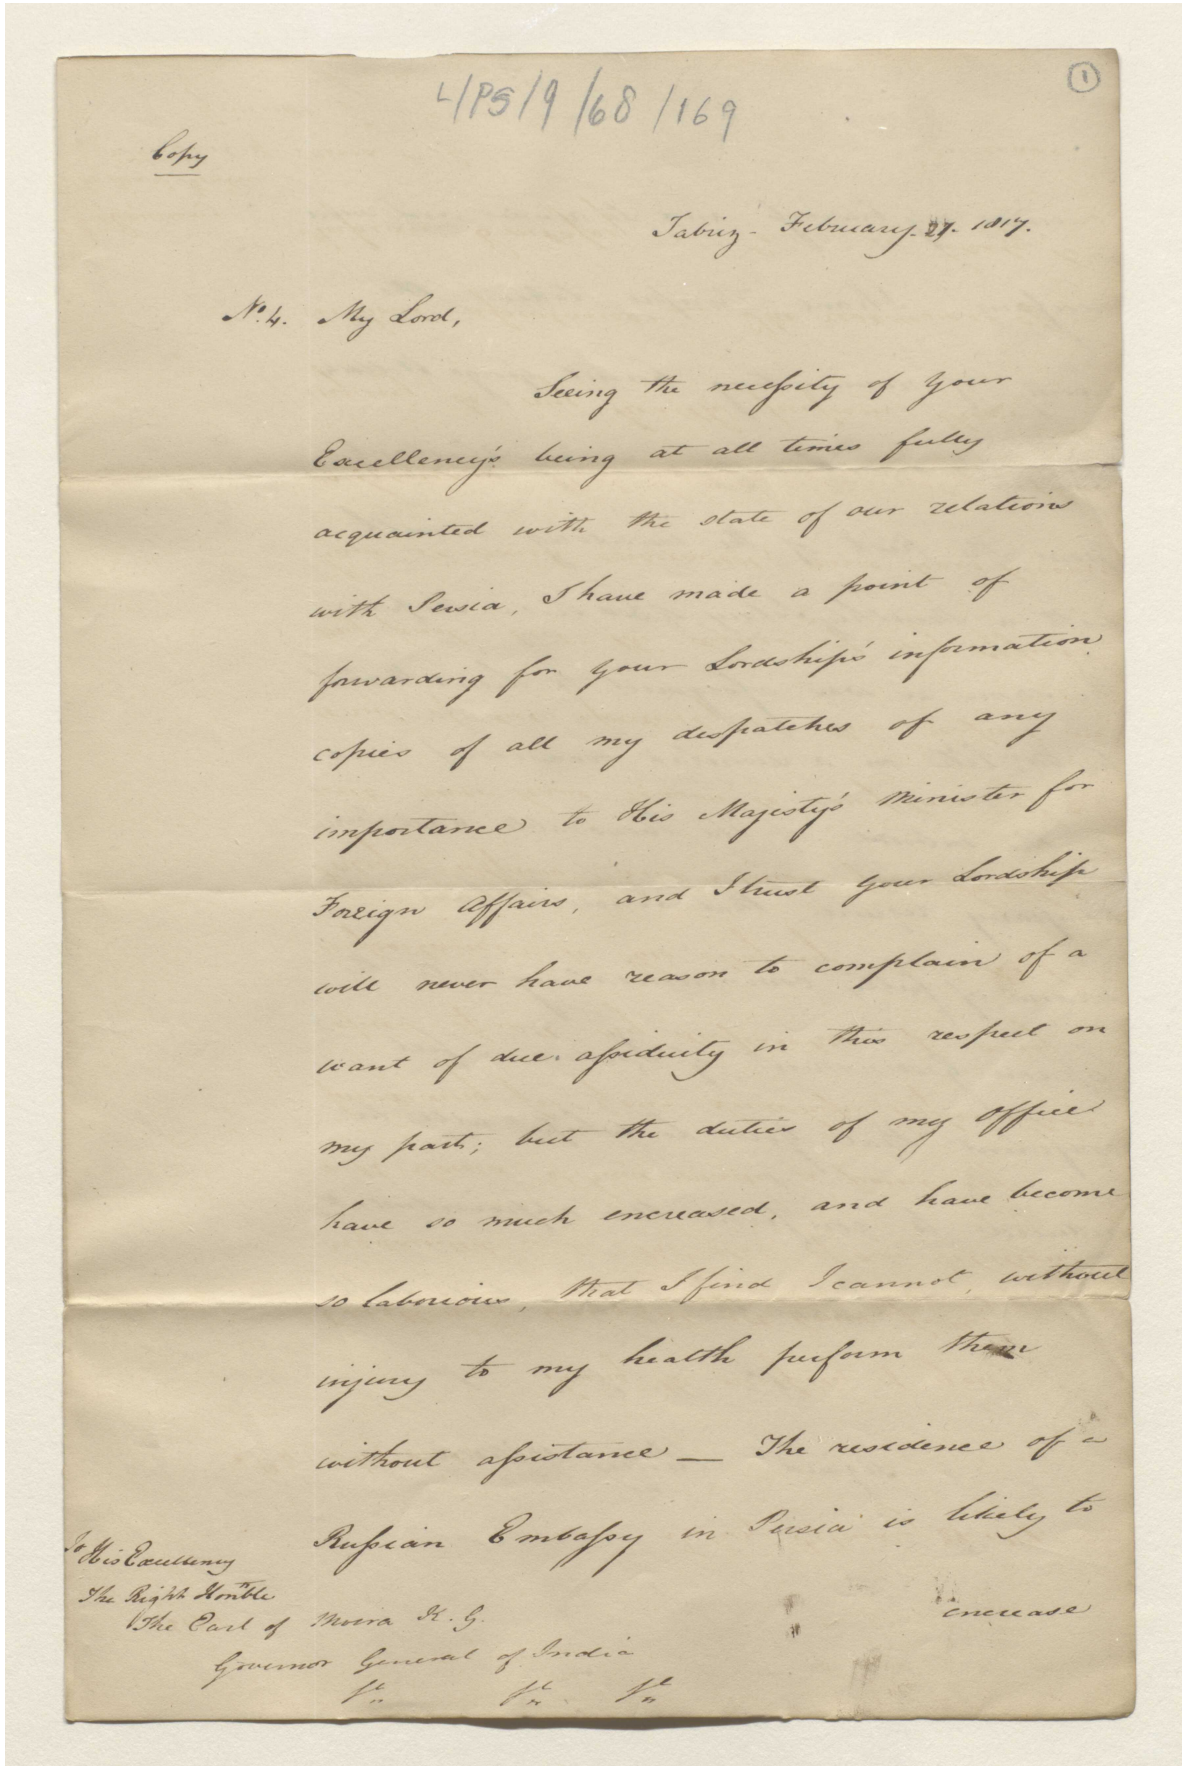 L/PS/9/68/169
1
Copy
Tabriz - February. 27. 1817.
No. 4. My Lord,
Seeing the necessity of your
Excellency's being at all times fully
acquainted with the state of our relations
with Persia, I have made a point of
forwarding for your Lordship's information
copies of all my despatches of any
importance to His Majesty's Minister for
Foreign Affairs, and I trust your Lordship
will never have reason to complain of a
want of due assiduity in this respect on
my part; but the duties of my office
have so much encreased, and have become
so laborious, that I find I cannot, without
injury to my health perform them
without assistance — The residence of a
Russian Embassy in Persia is likely to
encrease
To His Excellency
The Right Honble
The Earl of Moira K. G.
Governor General of India
&c &c &c